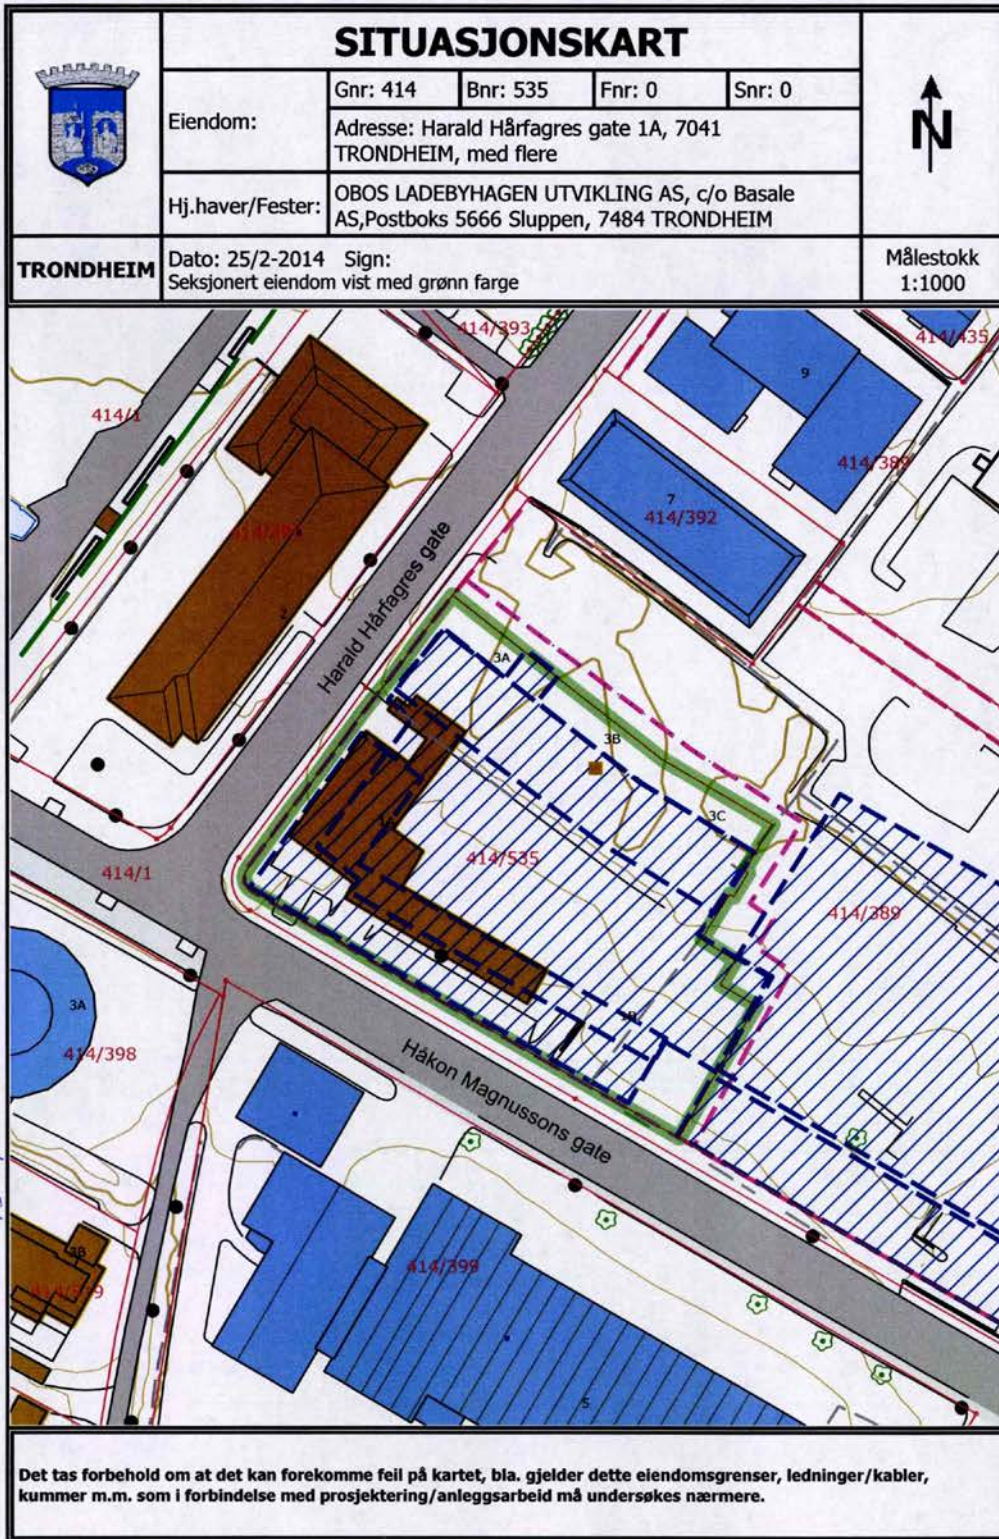 SITUASJONSKART
Eiendom:
Gnr: 414
Bnr: 535
Fnr: 0
Snr: 0
Adresse: Harald Hårfagres gate 1A, 7041
TRONDHEIM, med flere
Hj.haver/Fester:
OBOS LADEBYHAGEN UTVIKLING AS, c/o Basale
AS,Postboks 5666 Sluppen, 7484 TRONDHEIM
N
TRONDHEIM
Dato: 25/2-2014 Sign:
Seksjonert eiendom vist med grønn farge
Målestokk
1:1000
414/393
414/435
9
414/1
414/389
7
414/392
2
Harald Hårfagres gate
3A
3B
3C
414/535
414/1
414/389
3A
414/398
Håkon Magnussons gate
3B
414/399
5
Det tas forbehold om at det kan forekomme feil på kartet, bla. gjelder dette eiendomsgrenser, ledninger/kabler,
kummer m.m. som i forbindelse med prosjektering/anleggsarbeid må undersøkes nærmere.